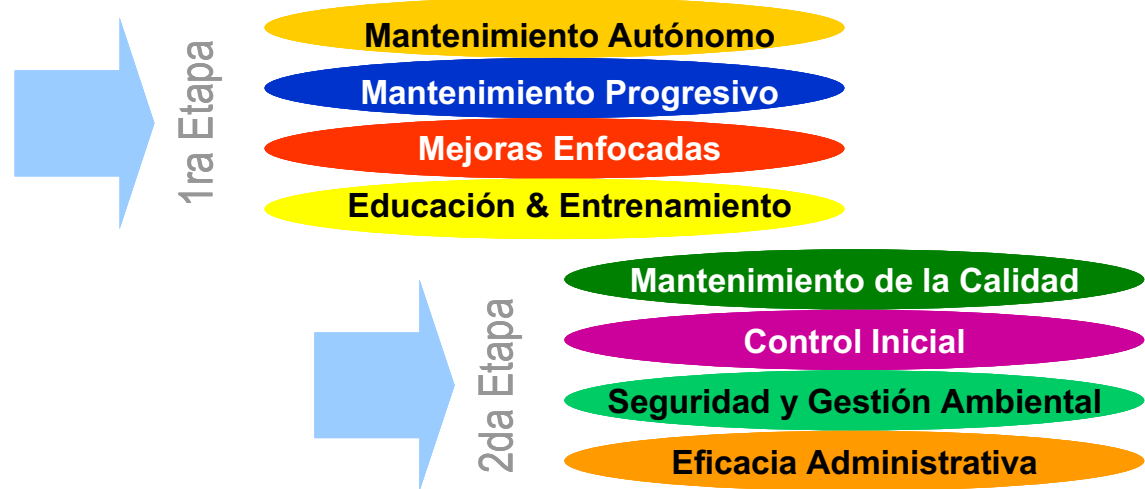 1ra Etapa
Mantenimiento Autónomo
Mantenimiento Progresivo
Mejoras Enfocadas
Educación & Entrenamiento
2da Etapa
Mantenimiento de la Calidad
Control Inicial
Seguridad y Gestión Ambiental
Eficacia Administrativa